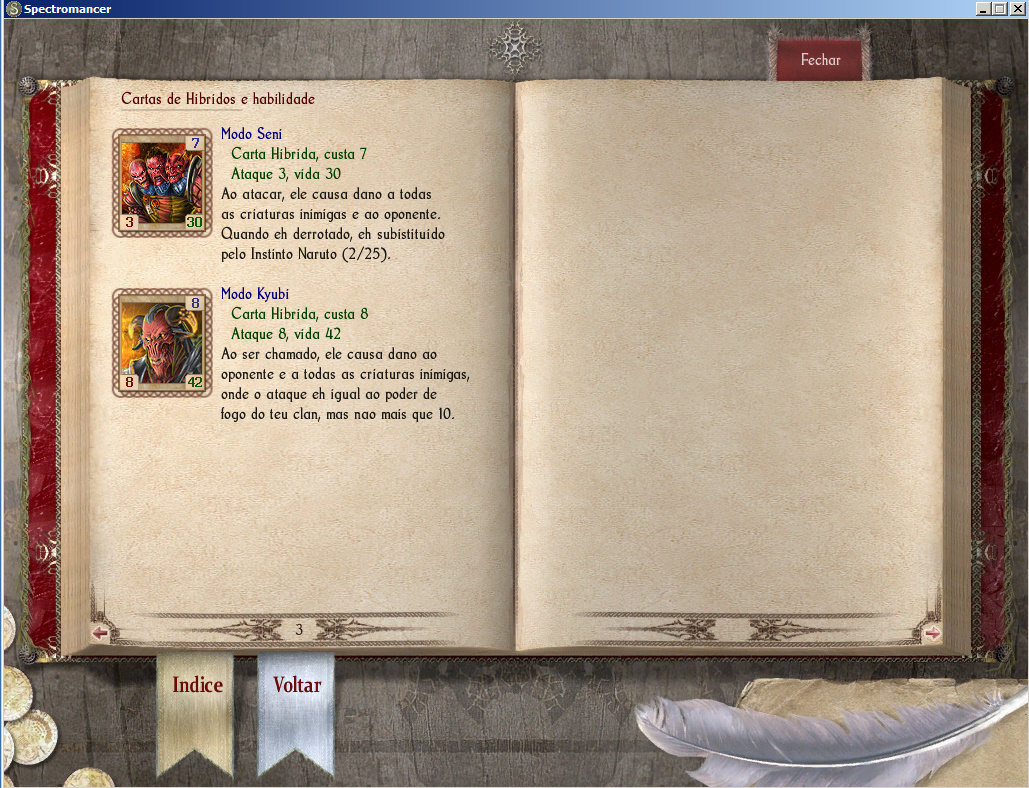 Spectromancer
Fechar
Cartas de Hibridos e habilidade
7
3
30
Modo Seni
Carta Hibrida, custa 7
Ataque 3, vida 30
Ao atacar, ele causa dano a todas
as criaturas inimigas e ao oponente.
Quando eh derrotado, eh subistituido
pelo Instinto Naruto (2/25).
8
8
42
Modo Kyubi
Carta Hibrida, custa 8
Ataque 8, vida 42
Ao ser chamado, ele causa dano ao
oponente e a todas as criaturas inimigas,
onde o ataque eh igual ao poder de
fogo do teu clan, mas nao mais que 10.
3
Indice
Voltar